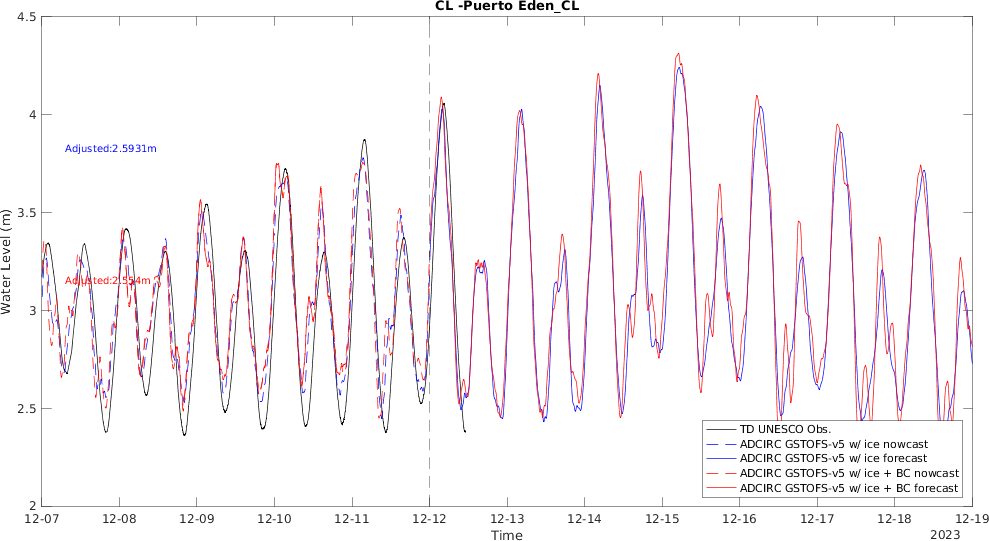 CL -Puerto Eden_CL
4.5
4
3.5
3
2.5
2
Water Level (m)
Adjusted:2.5931m
Adjusted:2.554m
TD UNESCO Obs.
ADCIRC GSTOFS-v5 w/ ice nowcast
ADCIRC GSTOFS-v5 w/ ice forecast
ADCIRC GSTOFS-v5 w/ ice + BC nowcast
ADCIRC GSTOFS-v5 w/ ice + BC forecast
12-07 12-08 12-09 12-10 12-11 12-12 12-13 12-14 12-15 12-16 12-17 12-18 12-19
Time
2023